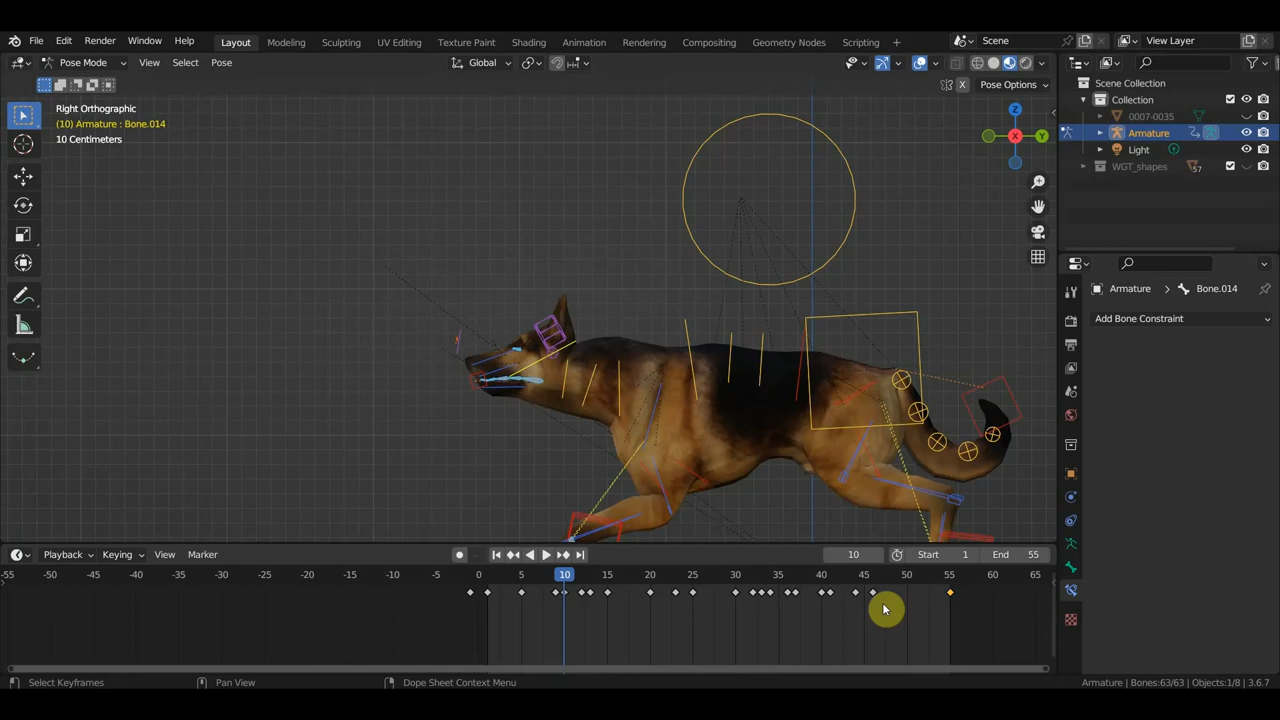 File Edit Render Window Help Layout Modeling Sculpting UV Editing Texture Paint Shading Animation Rendering Compositing Geometry Nodes Scripting + Scene View Layer
Pose Mode View Select Pose Global
X Pose Options
Right Orthographic
(10) Armature : Bone.014
10 Centimeters
Z
X
Y
Scene Collection
Collection
0007-0035
Armature
Light
WGT_shapes 57
Armature > Bone.014
Add Bone Constraint
Playback Keying View Marker 10 Start 1 End 55
-55 -50 -45 -40 -35 -30 -25 -20 -15 -10 -5 0 5 10 15 20 25 30 35 40 45 50 55 60 65
Select Keyframes Pan View Dope Sheet Context Menu Armature | Bones:63/63 | Objects:1/8 | 3.6.7